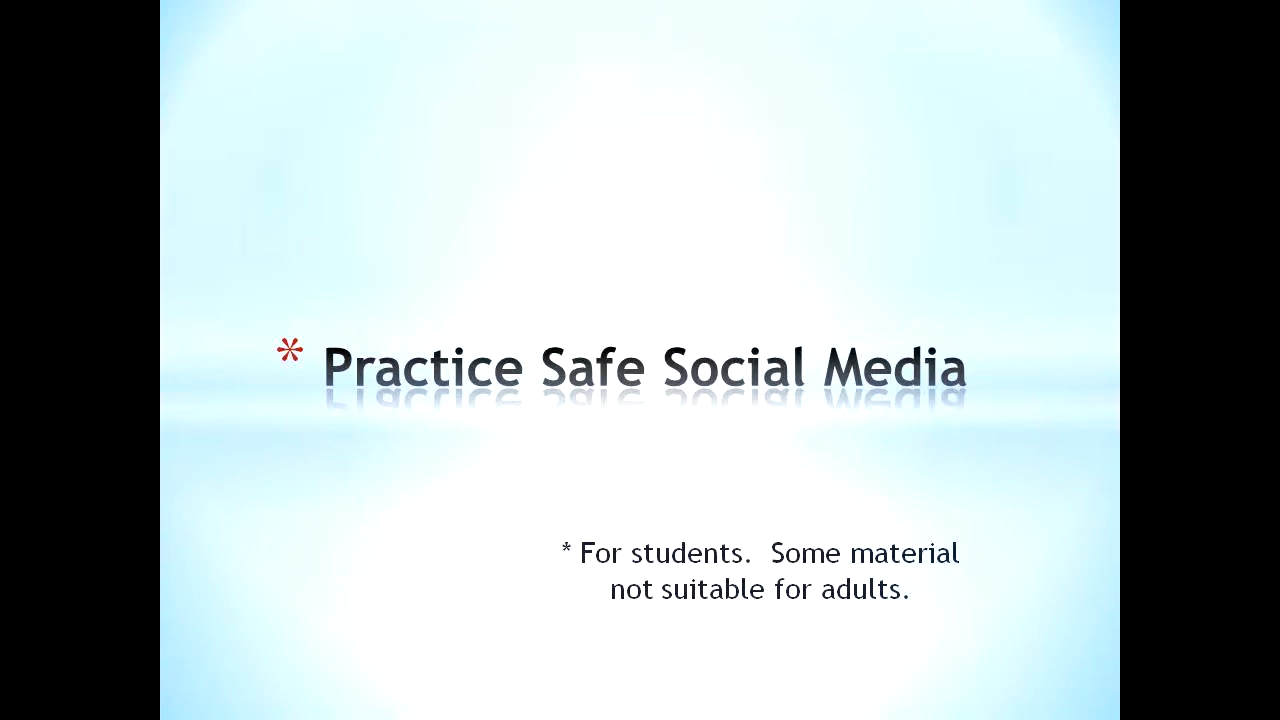 * Practice Safe Social Media
* For students.  Some material
not suitable for adults.